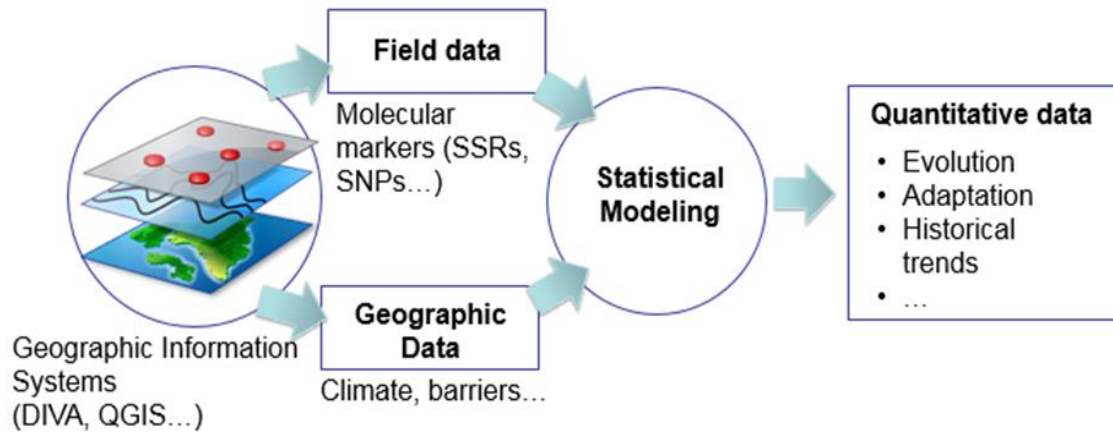 Field data
Molecular
markers (SSRs,
SNPs…)
Geographic Information
Systems
(DIVA, QGIS…)
Geographic
Data
Climate, barriers…
Statistical
Modeling
Quantitative data
• Evolution
• Adaptation
• Historical
trends
• …